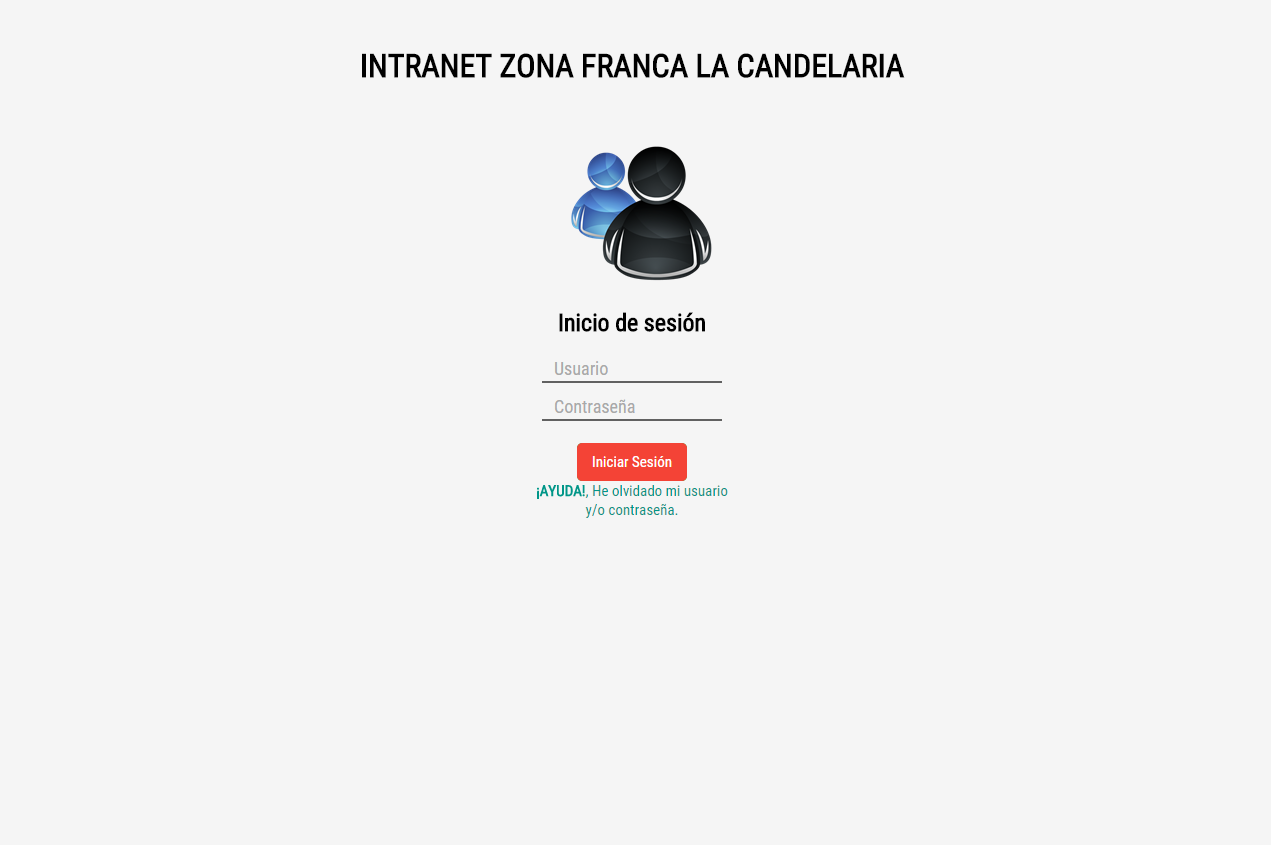 INTRANET ZONA FRANCA LA CANDELARIA
Inicio de sesión
Usuario
Contraseña
Iniciar Sesión
¡AYUDA!, He olvidado mi usuario
y/o contraseña.